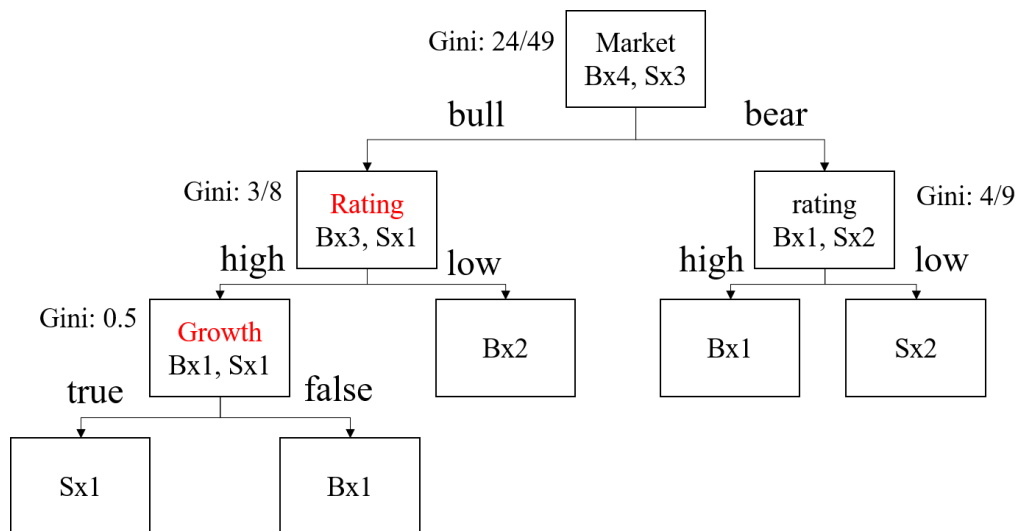 Gini: 24/49
Market
Bx4, Sx3
bull
bear
Gini: 3/8
Rating
Bx3, Sx1
rating
Bx1, Sx2
Gini: 4/9
high
low
high
low
Gini: 0.5
Growth
Bx1, Sx1
Bx2
Bx1
Sx2
true
false
Sx1
Bx1